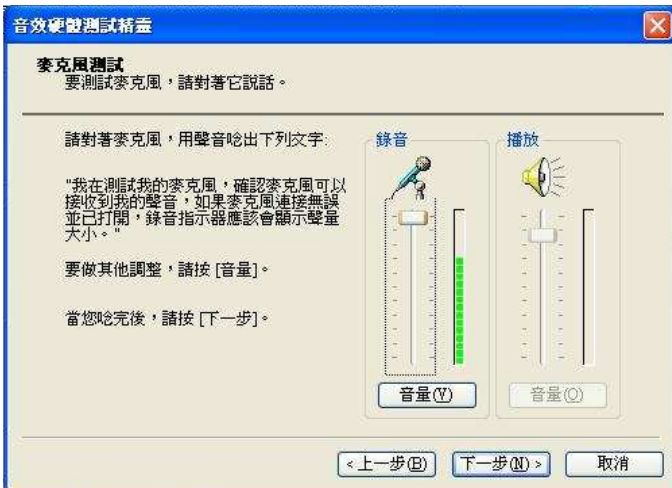 音效硬體測試精靈
麥克風測試
要測試麥克風，請對著它說話。
請對著麥克風，用聲音唸出下列文字:
"我在測試我的麥克風，確認麥克風可以
接收到我的聲音，如果麥克風連接無誤
並已打開，錄音指示器應該會顯示聲量
大小。"
要做其他調整，請按 [音量]。
當您唸完後，請按 [下一步]。
錄音
播放
音量(V)
音量(O)
<上一步(B)
下一步(N)>
取消